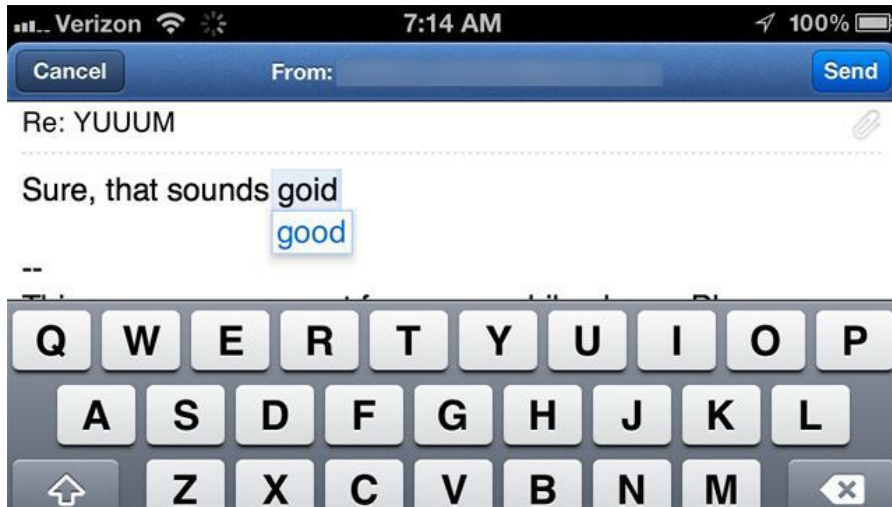 Verizon 7:14 AM 100%
Cancel From: Send
Re: YUUUM
Sure, that sounds goid
good
--
Q W E R T Y U I O P
A S D F G H J K L
Z X C V B N M